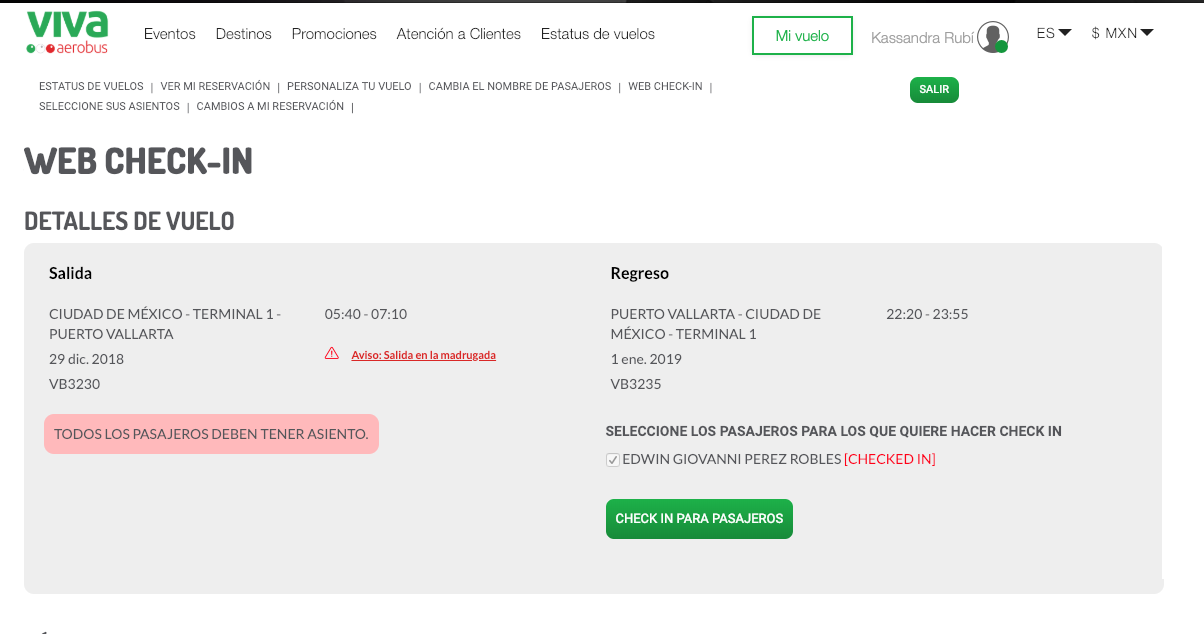 viva
aerobus
Eventos Destinos Promociones Atención a Clientes Estatus de vuelos Mi vuelo Kassandra Rubí ES $ MXN
ESTATUS DE VUELOS | VER MI RESERVACIÓN | PERSONALIZA TU VUELO | CAMBIA EL NOMBRE DE PASAJEROS | WEB CHECK-IN |
SELECCIONE SUS ASIENTOS | CAMBIOS A MI RESERVACIÓN |
SALIR
WEB CHECK-IN
DETALLES DE VUELO
Salida
CIUDAD DE MÉXICO - TERMINAL 1 -
PUERTO VALLARTA
29 dic. 2018
VB3230
05:40 - 07:10
Aviso: Salida en la madrugada
TODOS LOS PASAJEROS DEBEN TENER ASIENTO.
Regreso
PUERTO VALLARTA - CIUDAD DE
MÉXICO - TERMINAL 1
1 ene. 2019
VB3235
22:20 - 23:55
SELECCIONE LOS PASAJEROS PARA LOS QUE QUIERE HACER CHECK IN
EDWIN GIOVANNI PEREZ ROBLES [CHECKED IN]
CHECK IN PARA PASAJEROS